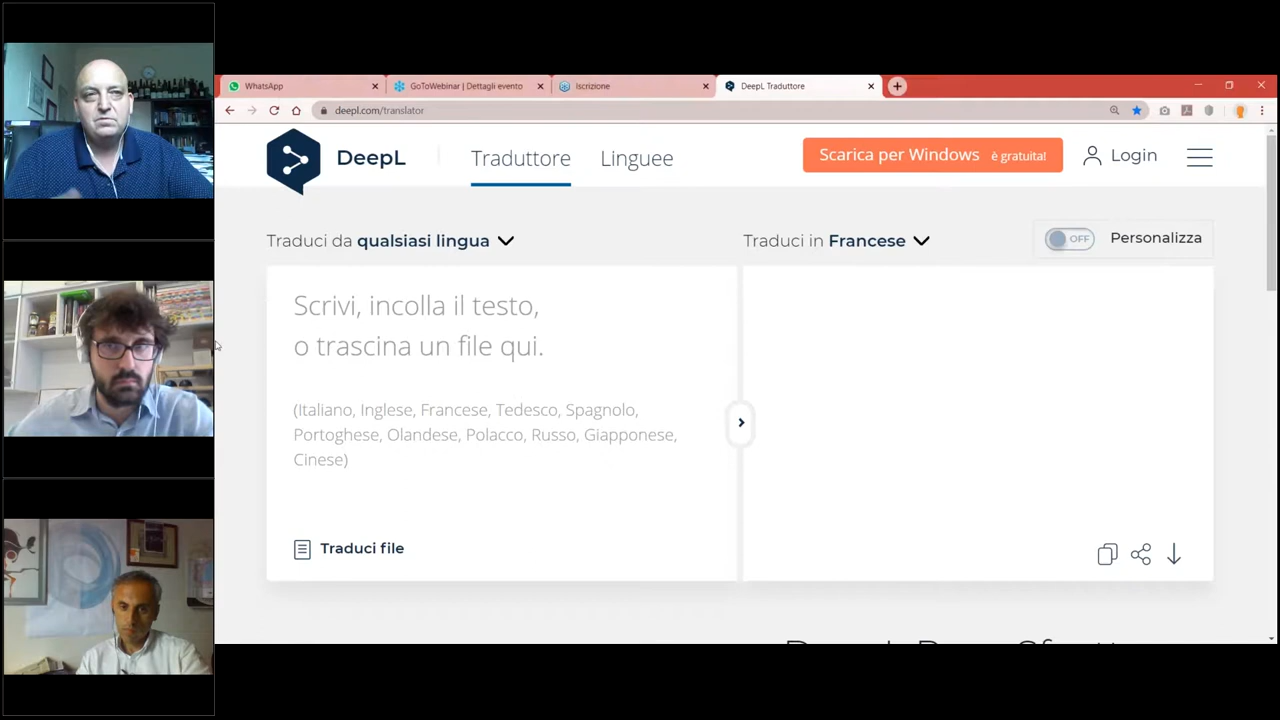 WhatsApp
GoToWebinar | Dettagli evento
Iscrizione
DeepL Traduttore
deepl.com/translator
DeepL
Traduttore
Linguee
Scarica per Windows è gratuita!
Login
Traduci da qualsiasi lingua
Traduci in Francese
OFF
Personalizza
Scrivi, incolla il testo,
o trascina un file qui.
(Italiano, Inglese, Francese, Tedesco, Spagnolo,
Portoghese, Olandese, Polacco, Russo, Giapponese,
Cinese)
Traduci file